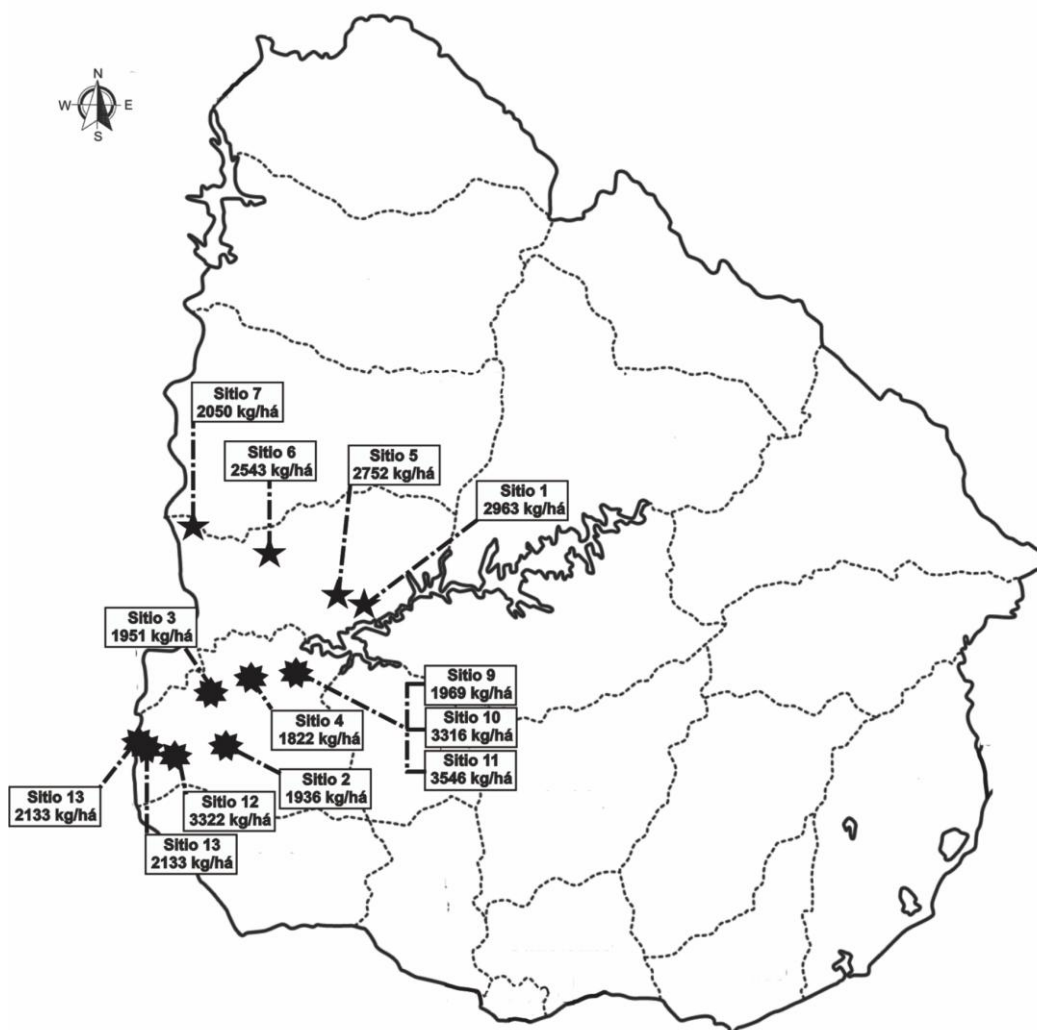 N
W E
S
Sitio 7
2050 kg/há
Sitio 6
2543 kg/há
Sitio 5
2752 kg/há
Sitio 1
2963 kg/há
Sitio 3
1951 kg/há
Sitio 9
1969 kg/há
Sitio 4
1822 kg/há
Sitio 10
3316 kg/há
Sitio 11
3546 kg/há
Sitio 13
2133 kg/há
Sitio 12
3322 kg/há
Sitio 2
1936 kg/há
Sitio 13
2133 kg/há